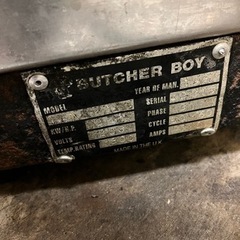 BUTCHER BOY
YEAR OF MAN.
MODEL SERIAL
PHASE
KW/H.P. CYCLE
VOLTS AMPS
TEMP. RATING
MADE IN THE U.K.